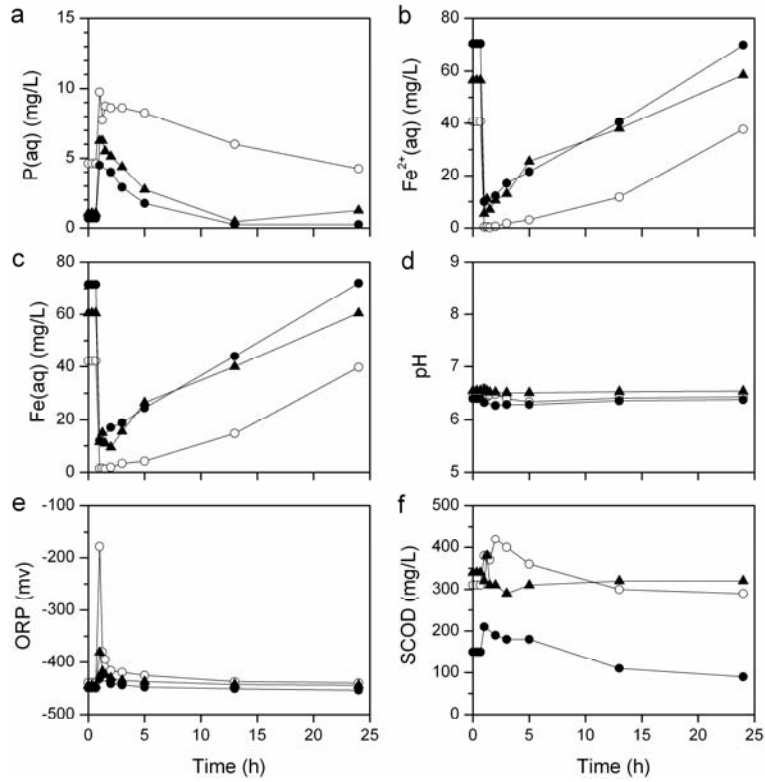 a
15
10
5
0
P(aq) (mg/L)
b
80
60
40
20
0
Fe²⁺(aq) (mg/L)
c
80
60
40
20
0
Fe(aq) (mg/L)
d
9
8
7
6
5
pH
e
-100
-200
-300
-400
-500
ORP (mv)
0 5 10 15 20 25
Time (h)
f
500
400
300
200
100
0
SCOD (mg/L)
0 5 10 15 20 25
Time (h)